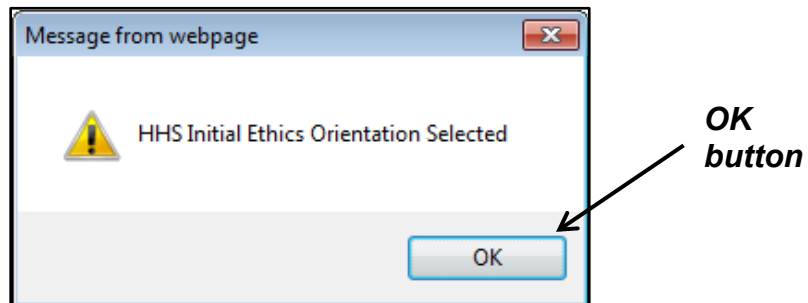 Message from webpage
HHS Initial Ethics Orientation Selected
OK
OK
button